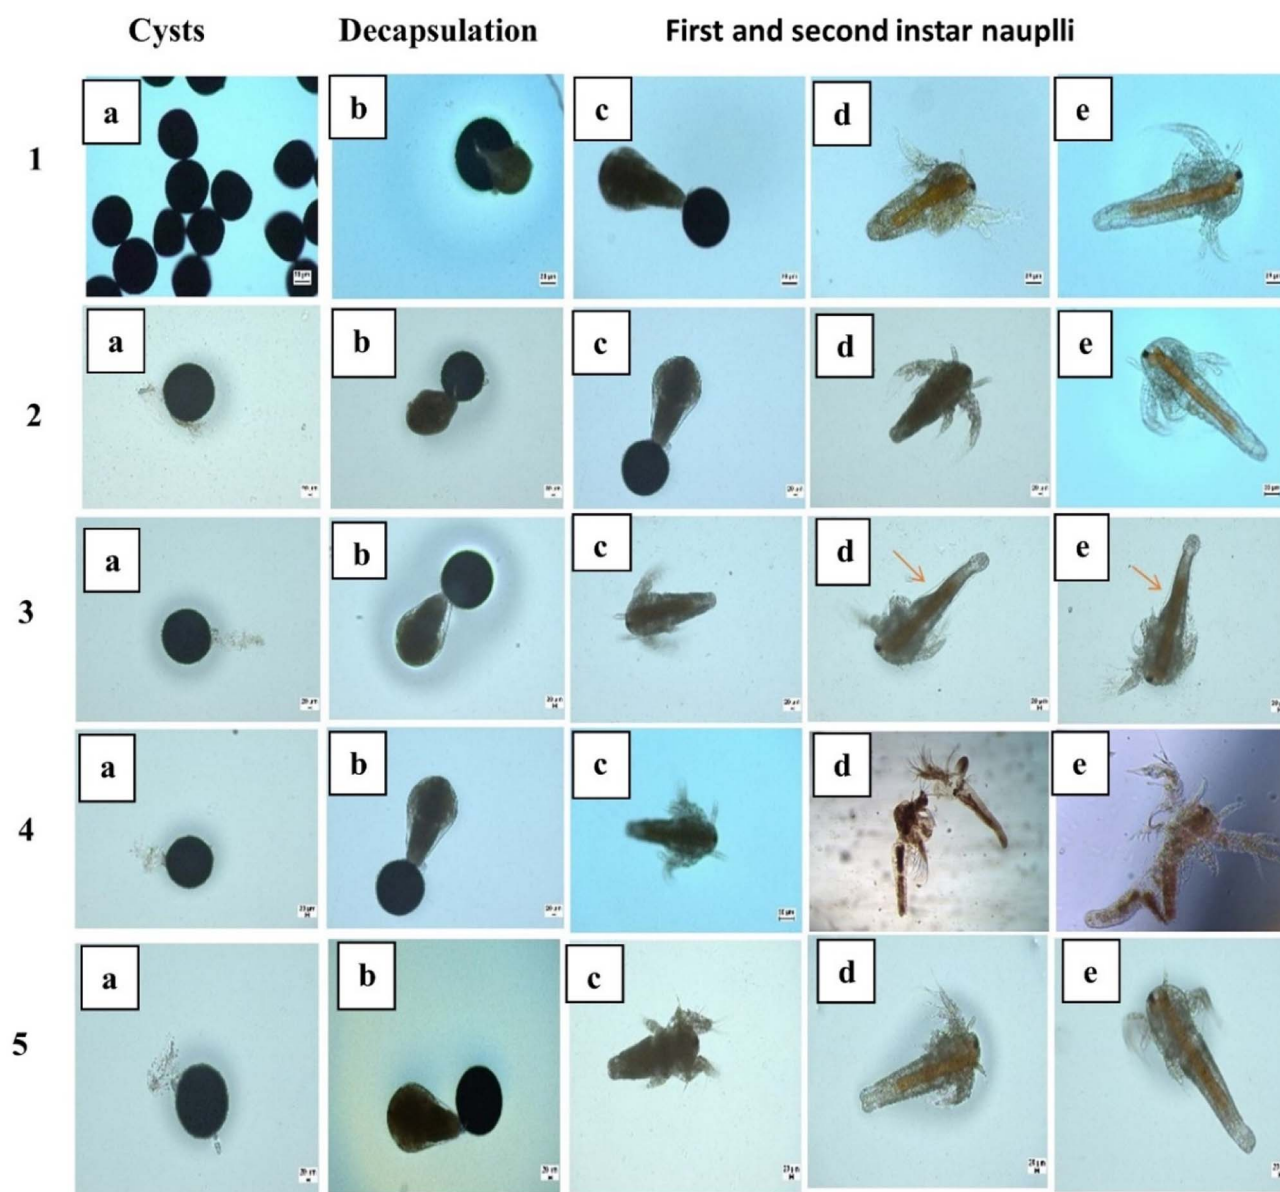 Cysts Decapsulation First and second instar nauplli
1 a b c d e
2 a b c d e
3 a b c d e
4 a b c d e
5 a b c d e